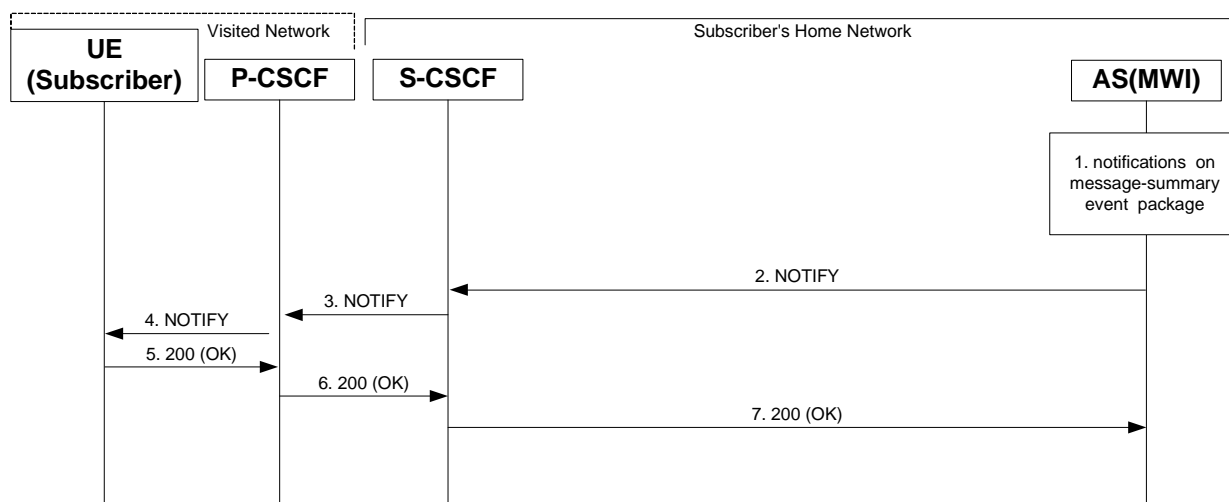 Visited Network
Subscriber's Home Network
UE
(Subscriber)
P-CSCF
S-CSCF
AS(MWI)
1. notifications on
message-summary
event package
2. NOTIFY
3. NOTIFY
4. NOTIFY
5. 200 (OK)
6. 200 (OK)
7. 200 (OK)